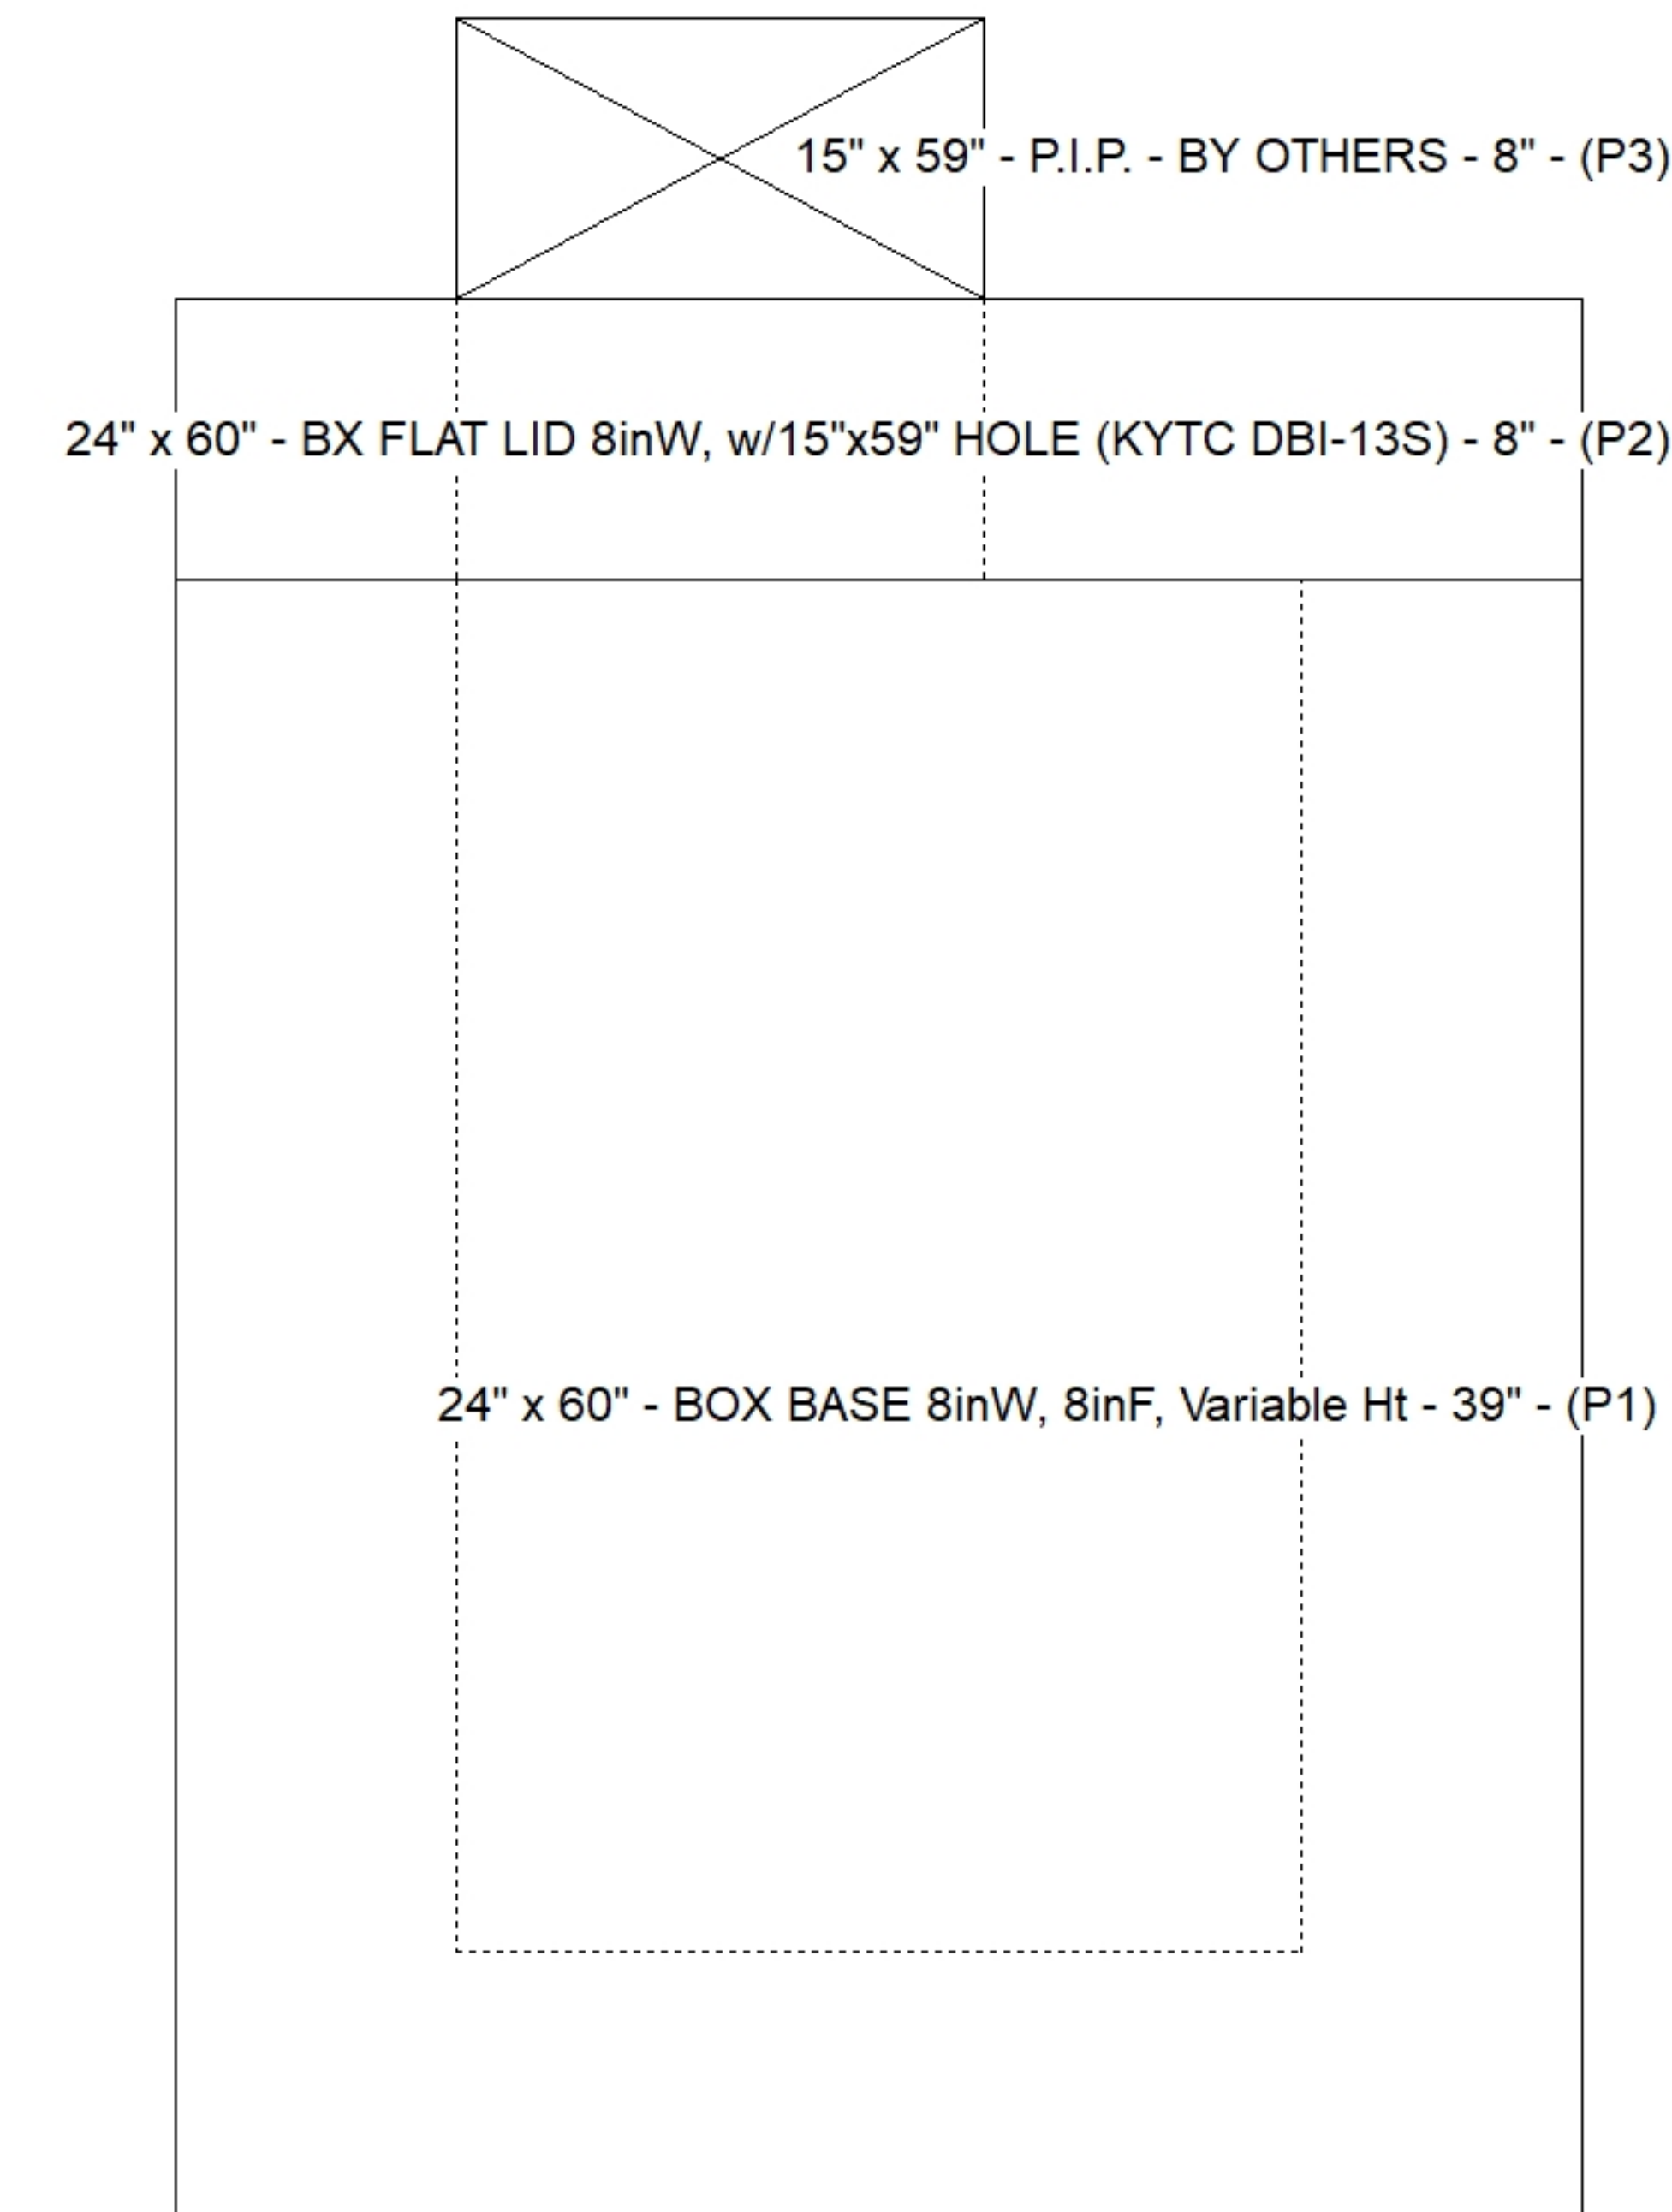 15" x 59" - P.I.P. - BY OTHERS - 8" - (P3)
24" x 60" - BX FLAT LID 8inW, w/15"x59" HOLE (KYTC DBI-13S) - 8" - (P2)
24" x 60" - BOX BASE 8inW, 8inF, Variable Ht - 39" - (P1)